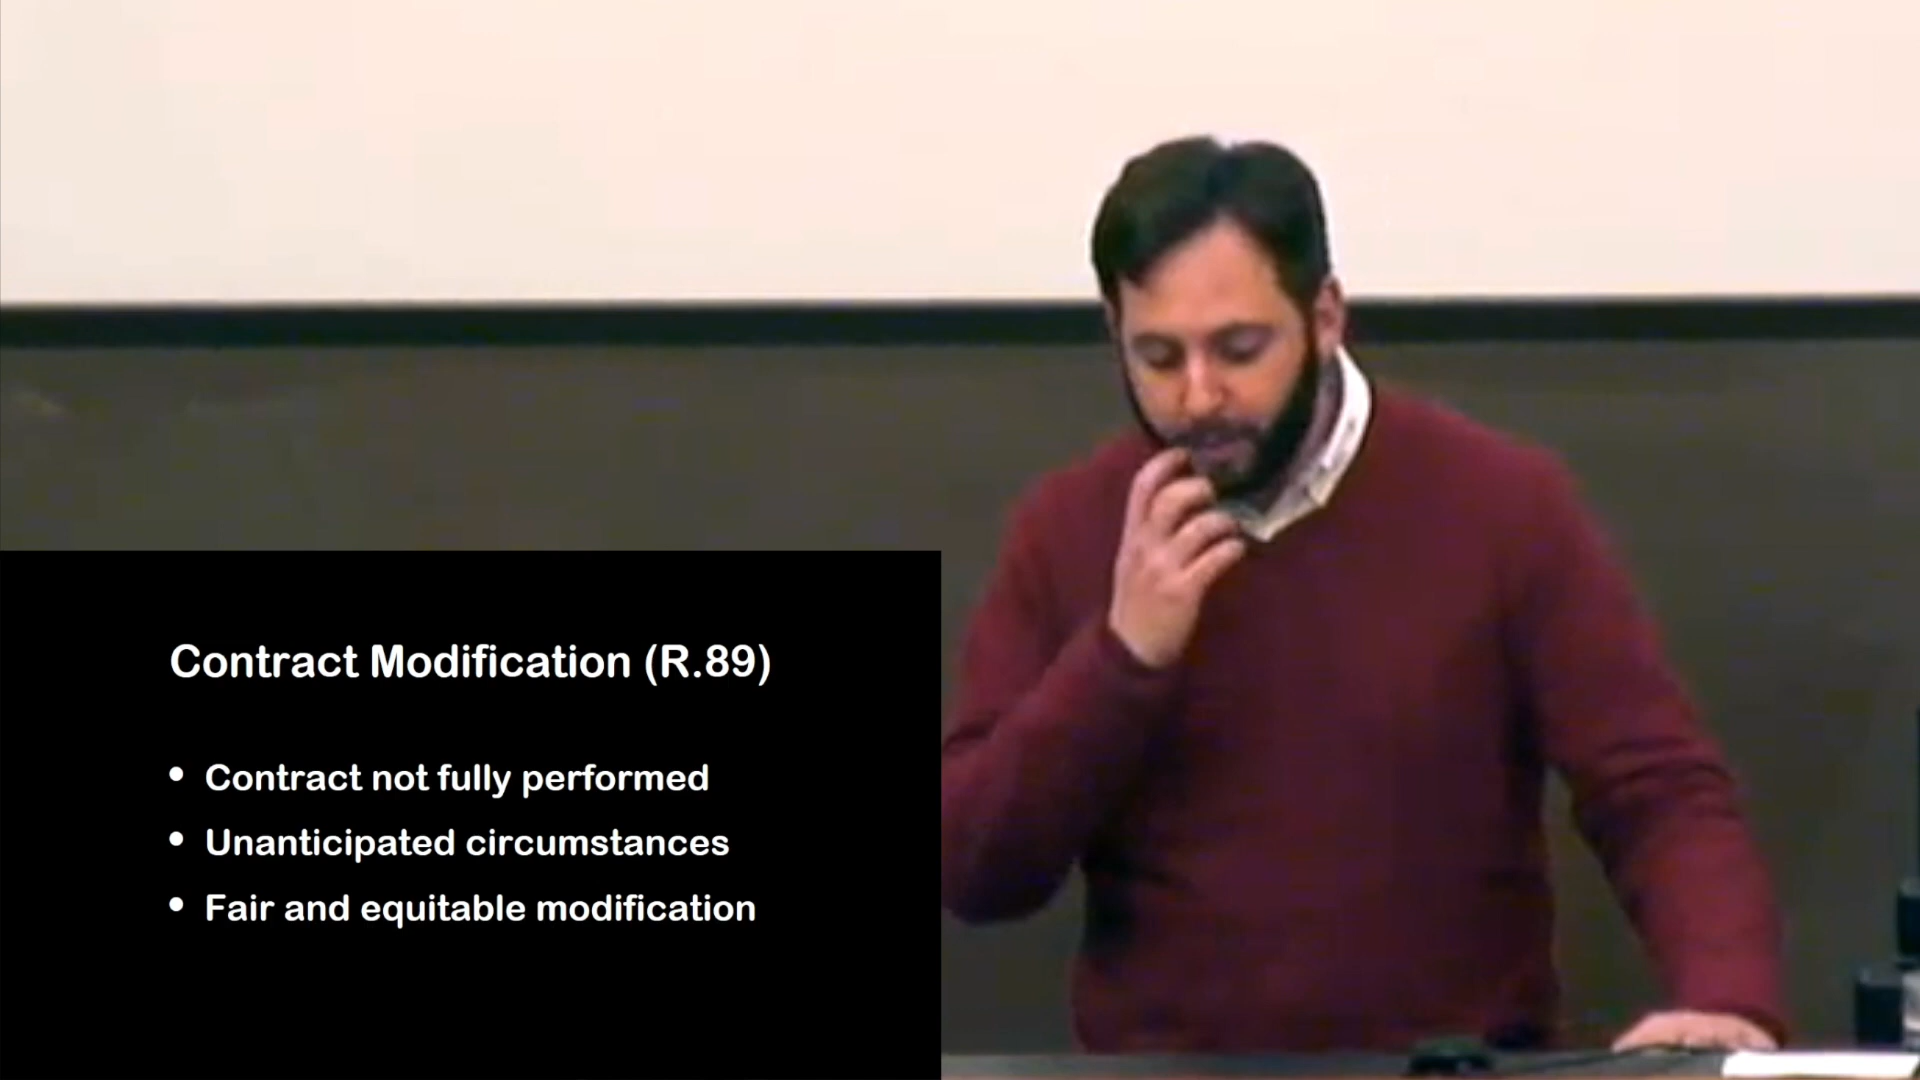 Contract Modification (R.89)
• Contract not fully performed
• Unanticipated circumstances
• Fair and equitable modification